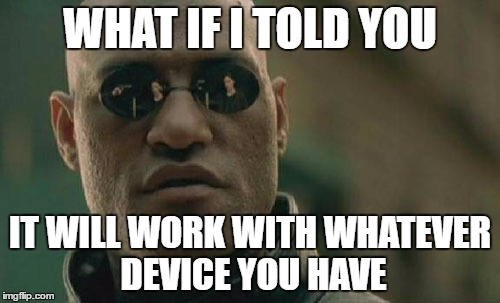 WHAT IF I TOLD YOU
IT WILL WORK WITH WHATEVER
DEVICE YOU HAVE
imgflip.com